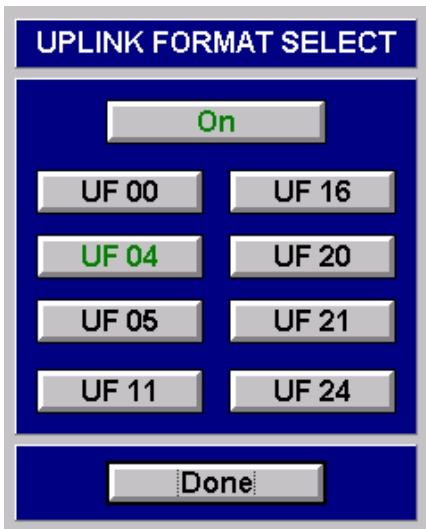 UPLINK FORMAT SELECT
On
UF 00 UF 16
UF 04 UF 20
UF 05 UF 21
UF 11 UF 24
Done